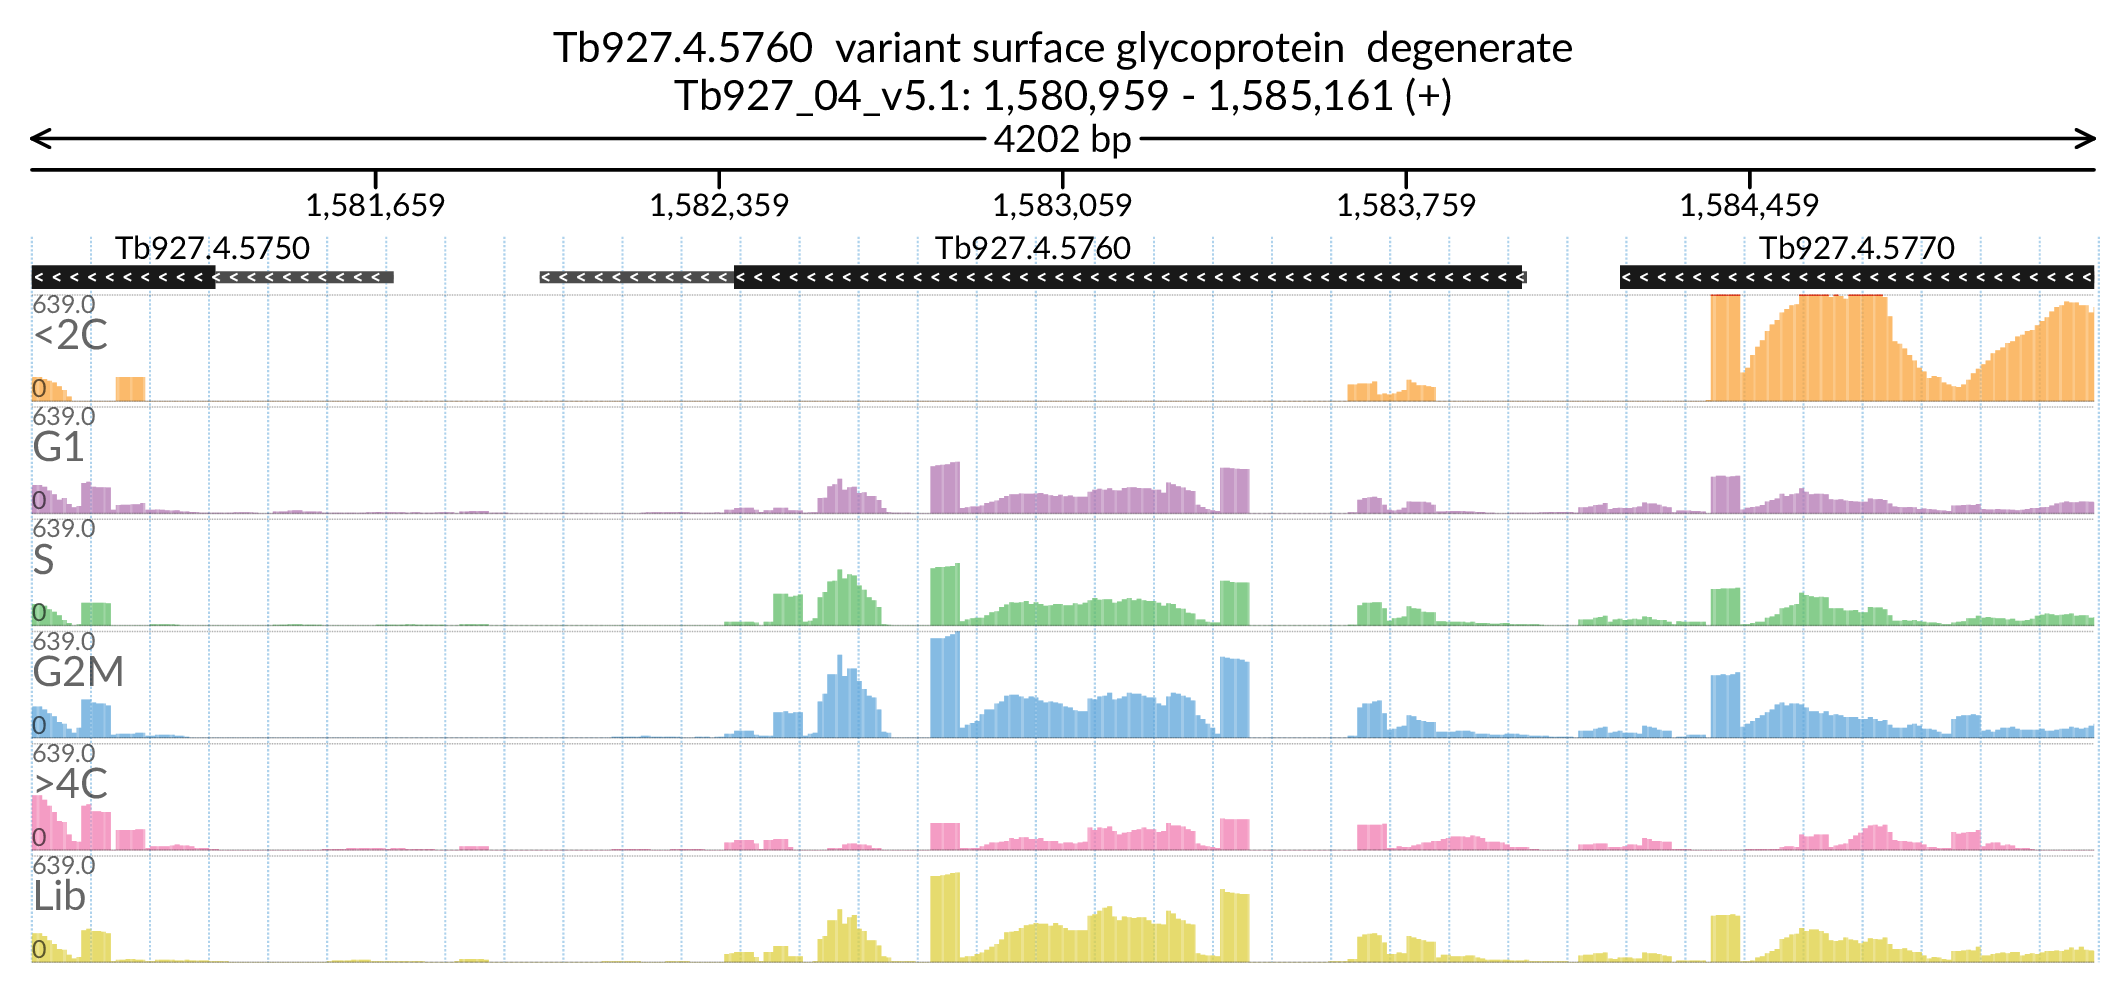 Tb927.4.5760 variant surface glycoprotein degenerate
Tb927_04_v5.1: 1,580,959 - 1,585,161 (+)
4202 bp
1,581,659 1,582,359 1,583,059 1,583,759 1,584,459
Tb927.4.5750 Tb927.4.5760 Tb927.4.5770
639.0
<2C
0
639.0
G1
0
639.0
S
0
639.0
G2M
0
639.0
>4C
0
639.0
Lib
0